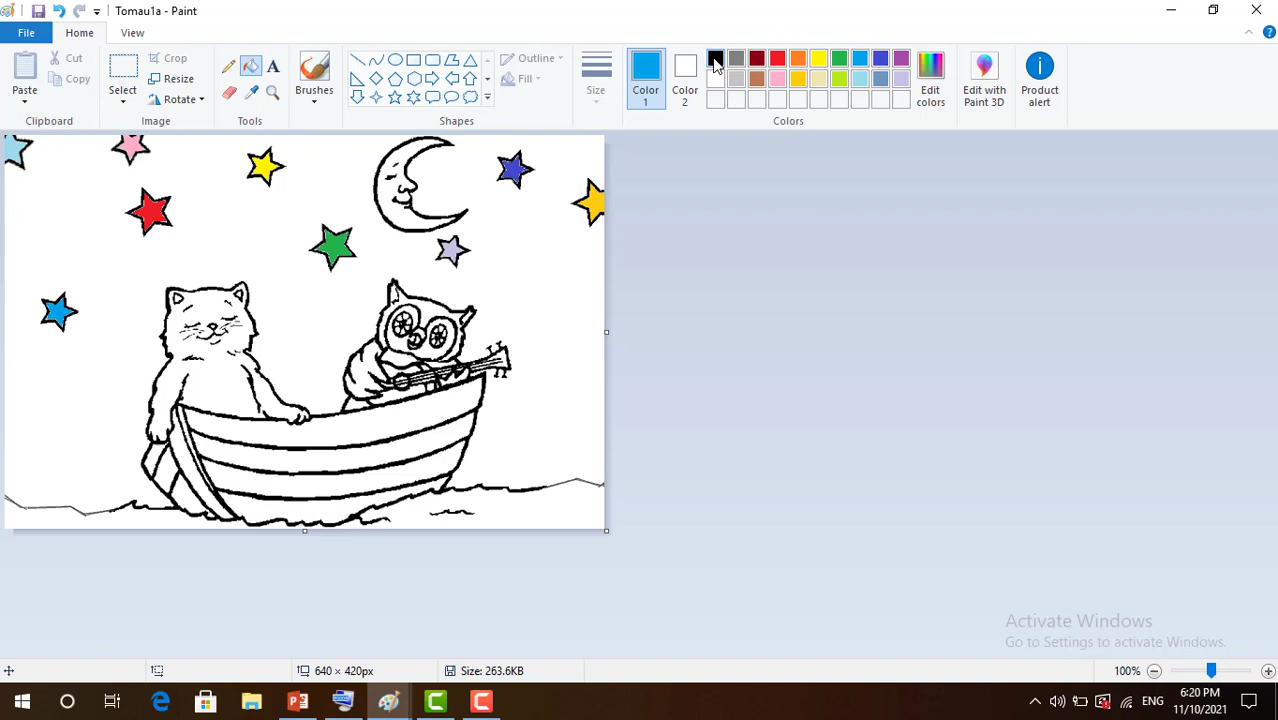 Tomau1a - Paint
File Home View
Paste
Cut
Copy
Clipboard
Select
Crop
Resize
Rotate
Image
A
Tools
Brushes
Outline
Fill
Shapes
Size
Color 1
Color 2
Edit colors
Colors
Edit with Paint 3D
Product alert
Activate Windows
Go to Settings to activate Windows.
640 × 420px
Size: 263.6KB
100%
ENG
6:20 PM
11/10/2021